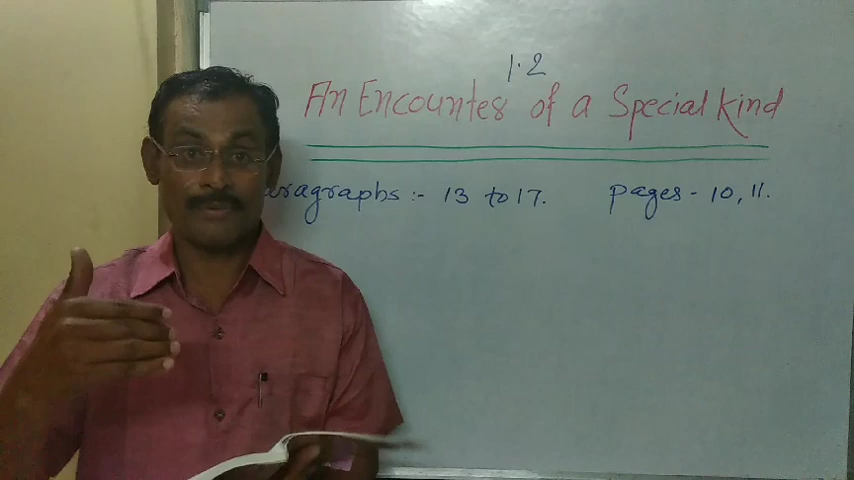 1.2
An Encounter of a Special Kind
aragraphs :- 13 to 17. pages - 10, 11.